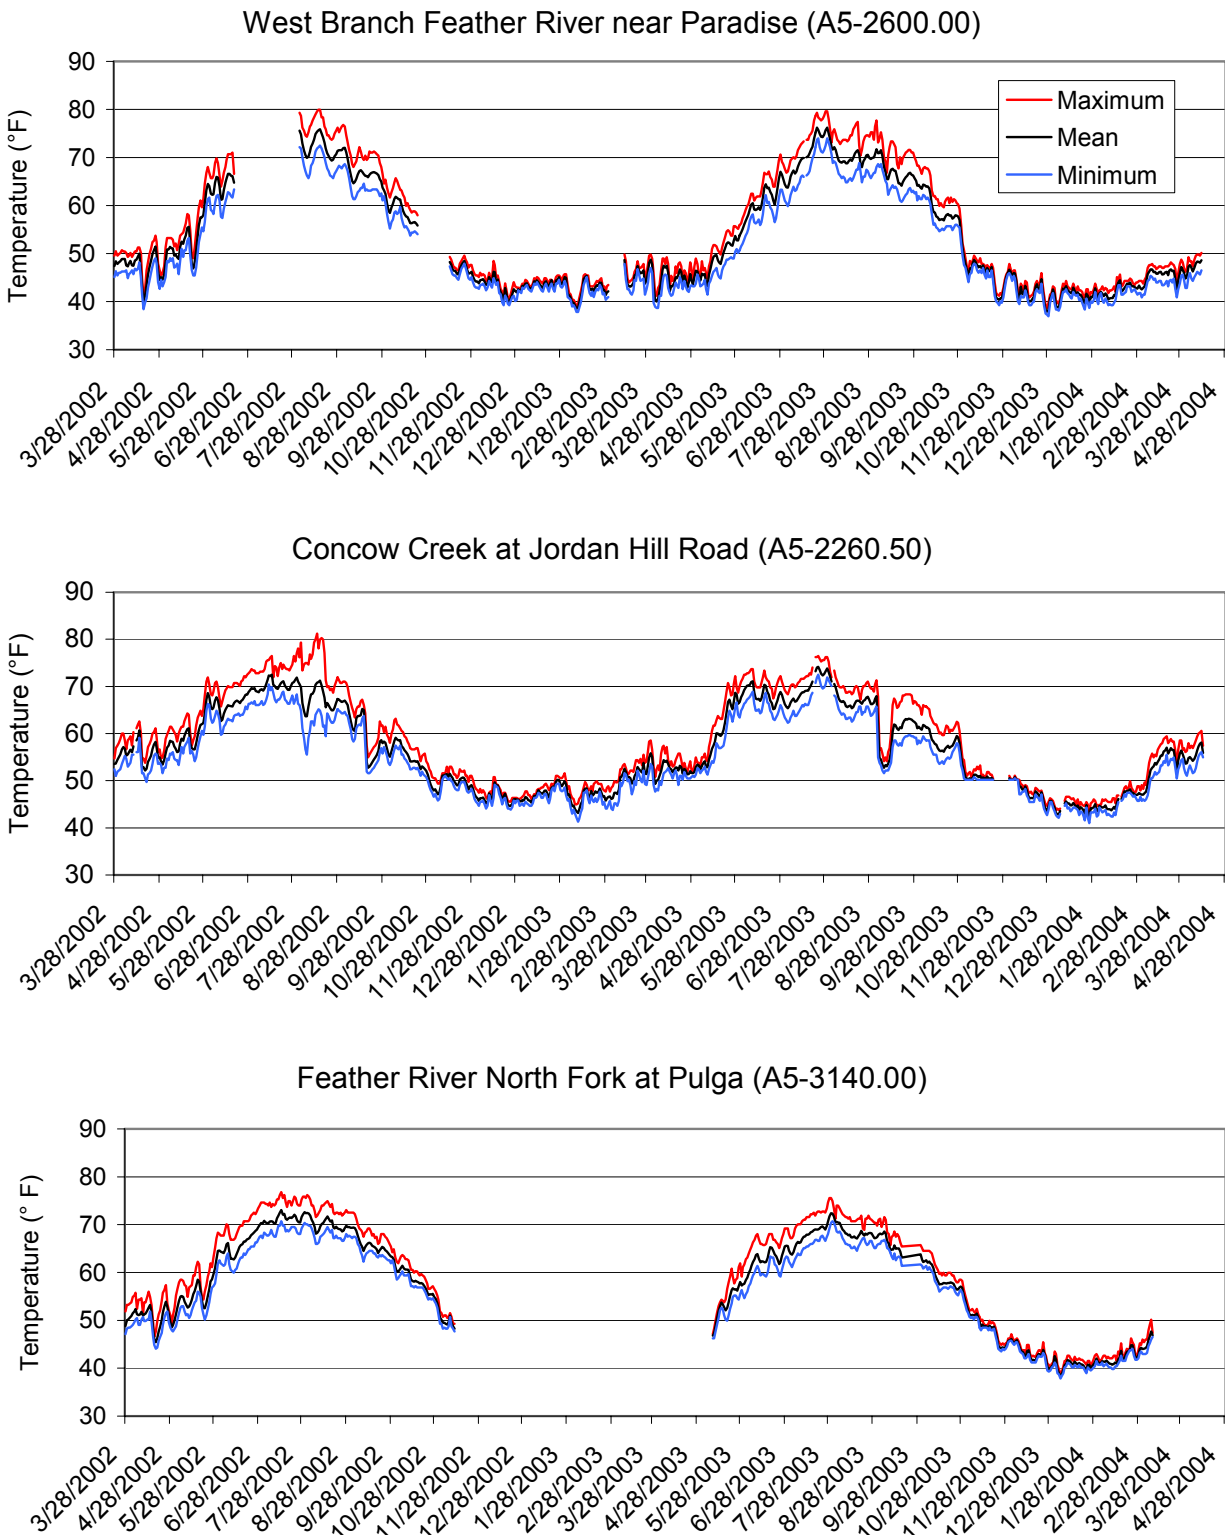 West Branch Feather River near Paradise (A5-2600.00)
90
80
70
60
50
40
30
Temperature (°F)
Maximum
Mean
Minimum
3/28/2002 4/28/2002 5/28/2002 6/28/2002 7/28/2002 8/28/2002 9/28/2002 10/28/2002 11/28/2002 12/28/2002 1/28/2003 2/28/2003 3/28/2003 4/28/2003 5/28/2003 6/28/2003 7/28/2003 8/28/2003 9/28/2003 10/28/2003 11/28/2003 12/28/2003 1/28/2004 2/28/2004 3/28/2004 4/28/2004
Concow Creek at Jordan Hill Road (A5-2260.50)
90
80
70
60
50
40
30
Temperature (°F)
3/28/2002 4/28/2002 5/28/2002 6/28/2002 7/28/2002 8/28/2002 9/28/2002 10/28/2002 11/28/2002 12/28/2002 1/28/2003 2/28/2003 3/28/2003 4/28/2003 5/28/2003 6/28/2003 7/28/2003 8/28/2003 9/28/2003 10/28/2003 11/28/2003 12/28/2003 1/28/2004 2/28/2004 3/28/2004 4/28/2004
Feather River North Fork at Pulga (A5-3140.00)
90
80
70
60
50
40
30
Temperature (° F)
3/28/2002 4/28/2002 5/28/2002 6/28/2002 7/28/2002 8/28/2002 9/28/2002 10/28/2002 11/28/2002 12/28/2002 1/28/2003 2/28/2003 3/28/2003 4/28/2003 5/28/2003 6/28/2003 7/28/2003 8/28/2003 9/28/2003 10/28/2003 11/28/2003 12/28/2003 1/28/2004 2/28/2004 3/28/2004 4/28/2004